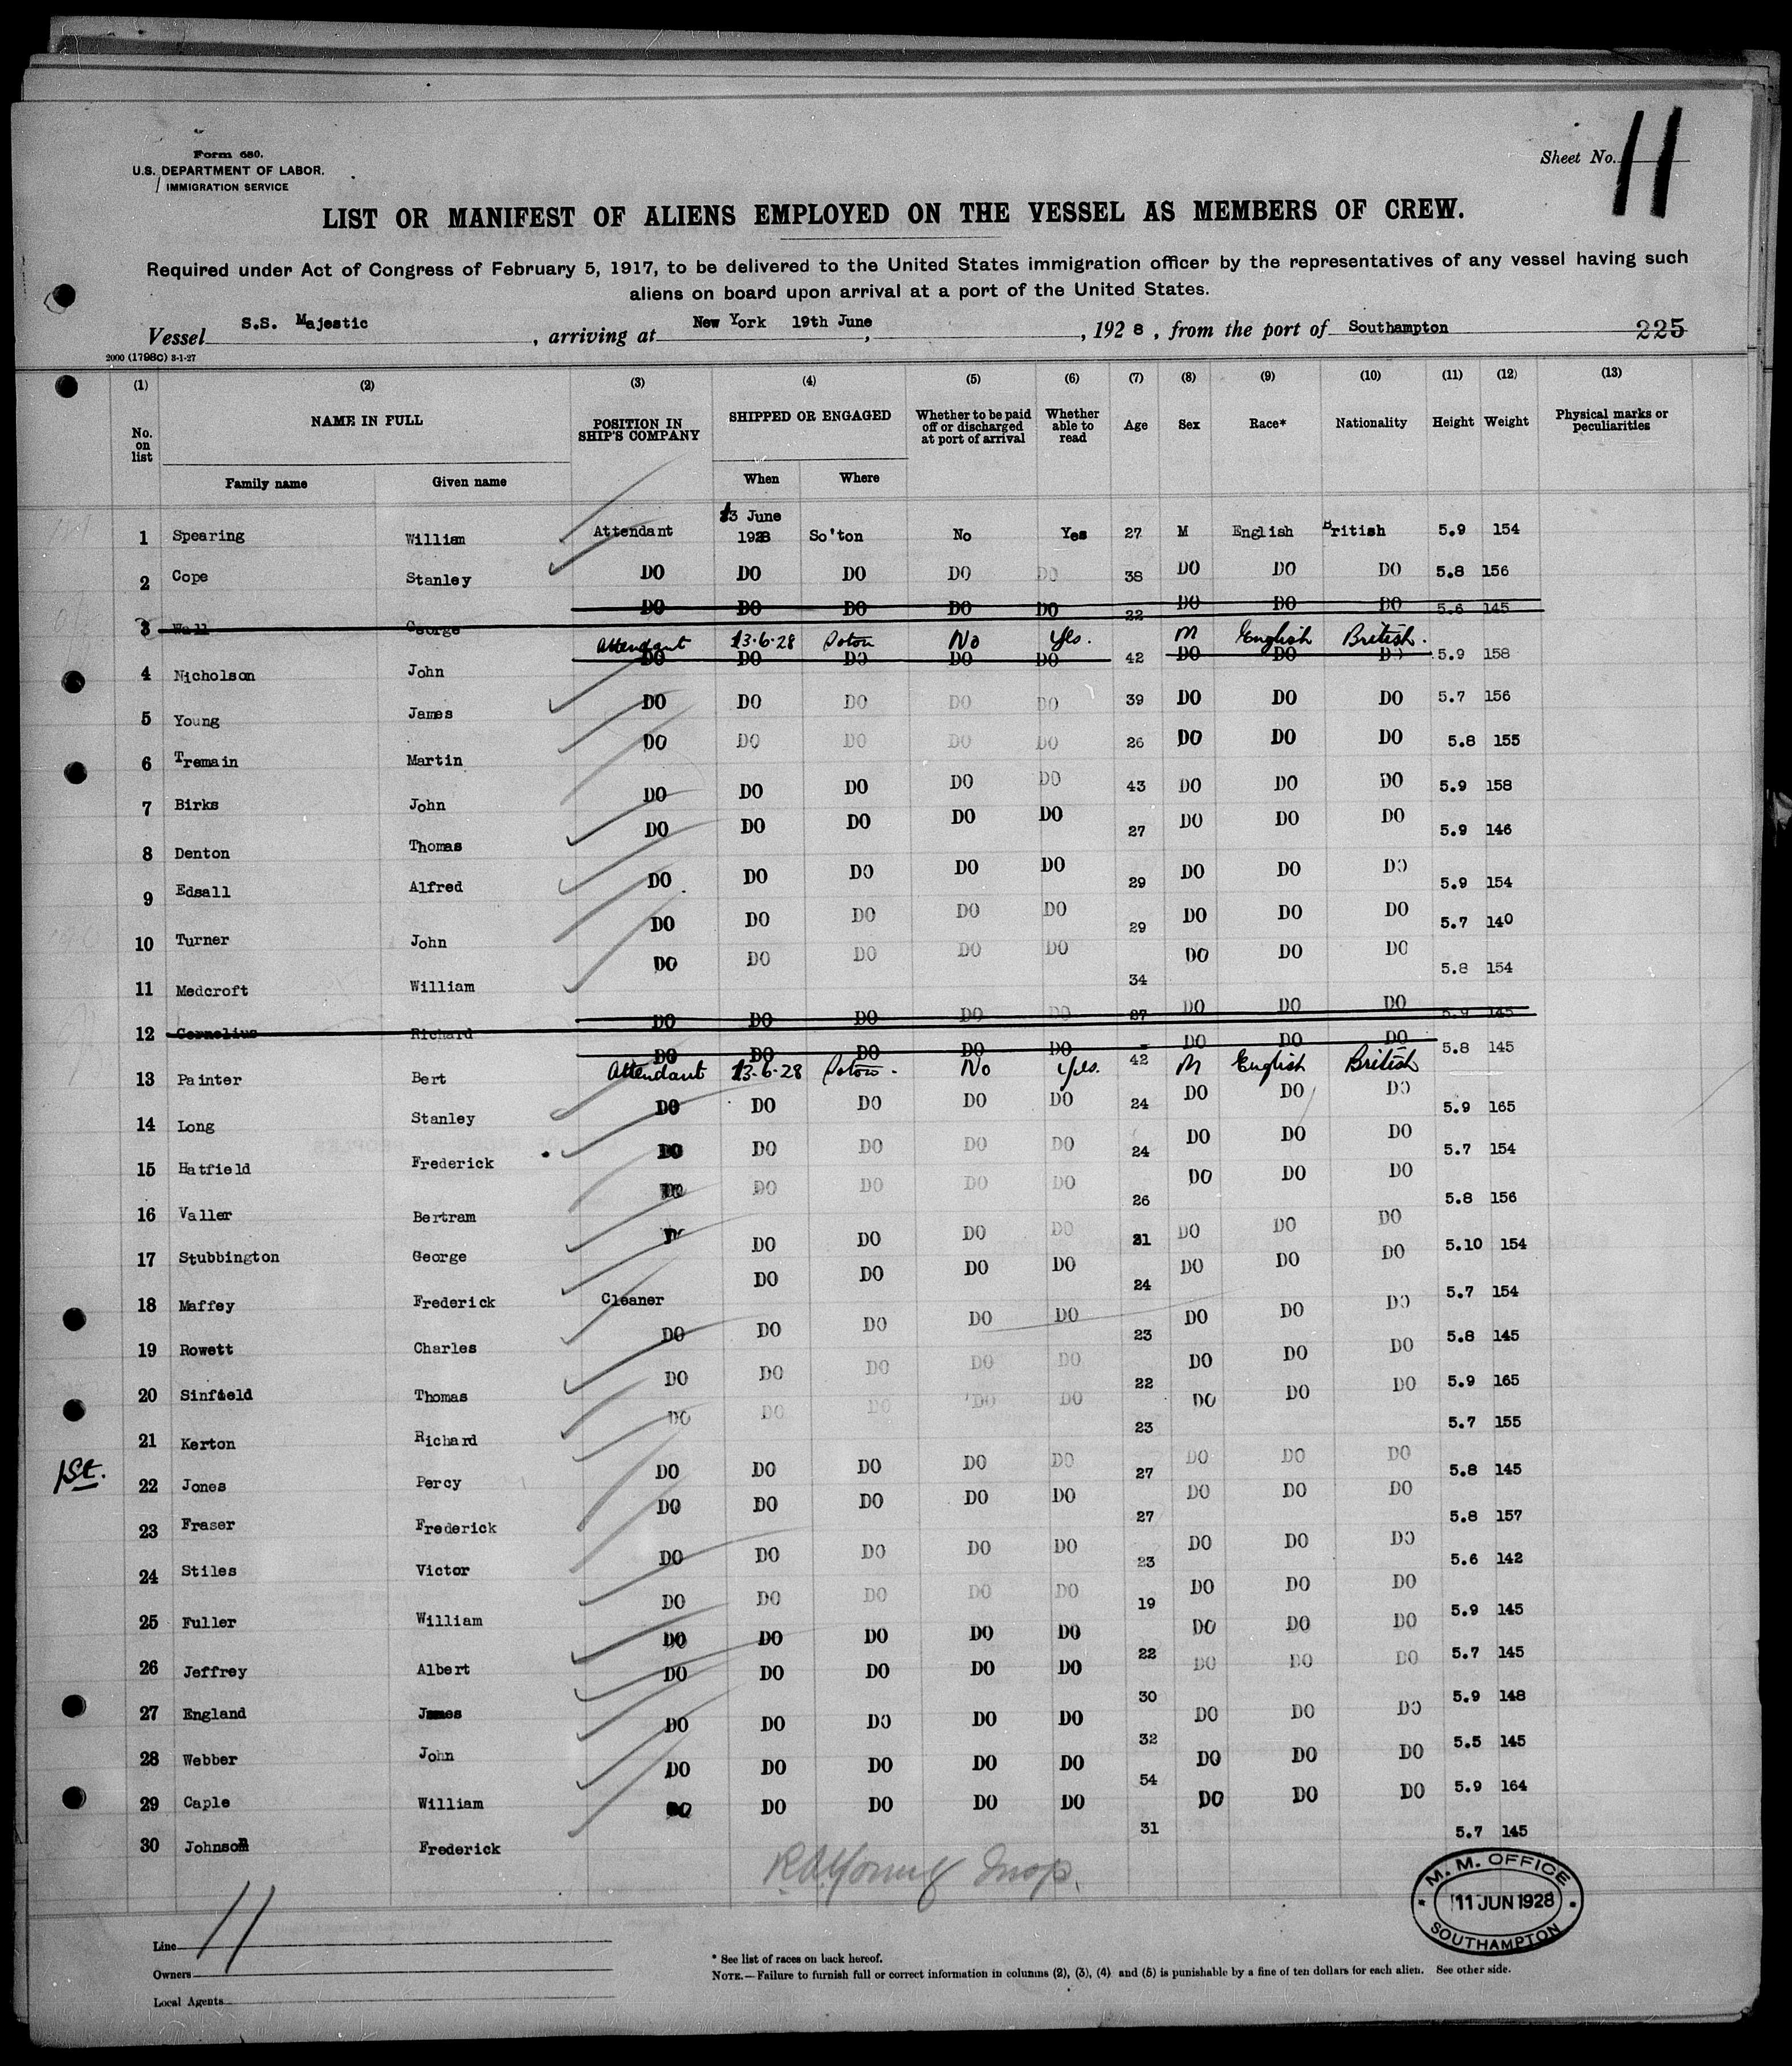 Form 680.
U.S. DEPARTMENT OF LABOR.
IMMIGRATION SERVICE
Sheet No. 11
LIST OR MANIFEST OF ALIENS EMPLOYED ON THE VESSEL AS MEMBERS OF CREW.
Required under Act of Congress of February 5, 1917, to be delivered to the United States immigration officer by the representatives of any vessel having such
aliens on board upon arrival at a port of the United States.
Vessel S.S. Majestic, arriving at New York 19th June, 1928, from the port of Southampton 225
2000 (1798C) 3-1-27
(1) (2) (3) (4) (5) (6) (7) (8) (9) (10) (11) (12) (13)
No. on list NAME IN FULL POSITION IN SHIP'S COMPANY SHIPPED OR ENGAGED Whether to be paid off or discharged at port of arrival Whether able to read Age Sex Race* Nationality Height Weight Physical marks or peculiarities
Family name Given name When Where
1 Spearing William Attendant 13 June 1928 So'ton No Yes 27 M English British 5.9 154
2 Cope Stanley DO DO DO DO DO 38 DO DO DO 5.8 156
3 Wall George DO DO DO DO DO 22 DO DO DO 5.6 145
Attendant 13.6.28 Soton No Yes. M English British.
4 Nicholson John DO DO DO DO DO 42 DO DO DO 5.9 158
5 Young James DO DO DO DO DO 39 DO DO DO 5.7 156
6 Tremain Martin DO DO DO DO DO 26 DO DO DO 5.8 155
7 Birks John DO DO DO DO DO 43 DO DO DO 5.9 158
8 Denton Thomas DO DO DO DO DO 27 DO DO DO 5.9 146
9 Edsall Alfred DO DO DO DO DO 29 DO DO DO 5.9 154
10 Turner John DO DO DO DO DO 29 DO DO DO 5.7 140
11 Medcroft William DO DO DO DO DO 34 DO DO DO 5.8 154
12 Cornelius Richard DO DO DO DO DO 27 DO DO DO 5.9 145
13 Painter Bert DO DO DO DO DO 42 DO DO DO 5.8 145
Attendant 13.6.28 Soton. No Yes. M English British
14 Long Stanley DO DO DO DO DO 24 DO DO DO 5.9 165
15 Hatfield Frederick DO DO DO DO DO 24 DO DO DO 5.7 154
16 Valler Bertram DO DO DO DO DO 26 DO DO DO 5.8 156
17 Stubbington George DO DO DO DO DO 31 DO DO DO 5.10 154
18 Maffey Frederick Cleaner DO DO DO DO 24 DO DO DO 5.7 154
19 Rowett Charles DO DO DO DO DO 23 DO DO DO 5.8 145
20 Sinfield Thomas DO DO DO DO DO 22 DO DO DO 5.9 165
21 Kerton Richard DO DO DO DO DO 23 DO DO DO 5.7 155
1st.
22 Jones Percy DO DO DO DO DO 27 DO DO DO 5.8 145
23 Fraser Frederick DO DO DO DO DO 27 DO DO DO 5.8 157
24 Stiles Victor DO DO DO DO DO 23 DO DO DO 5.6 142
25 Fuller William DO DO DO DO DO 19 DO DO DO 5.9 145
26 Jeffrey Albert DO DO DO DO DO 22 DO DO DO 5.7 145
27 England James DO DO DO DO DO 30 DO DO DO 5.9 148
28 Webber John DO DO DO DO DO 32 DO DO DO 5.5 145
29 Caple William DO DO DO DO DO 54 DO DO DO 5.9 164
30 Johnson Frederick DO DO DO DO DO 31 DO DO DO 5.7 145
Young Insp.
M. M. OFFICE
11 JUN 1928
SOUTHAMPTON
11
Line
Owners
Local Agents
* See list of races on back hereof.
NOTE.—Failure to furnish full or correct information in columns (2), (3), (4) and (5) is punishable by a fine of ten dollars for each alien. See other side.